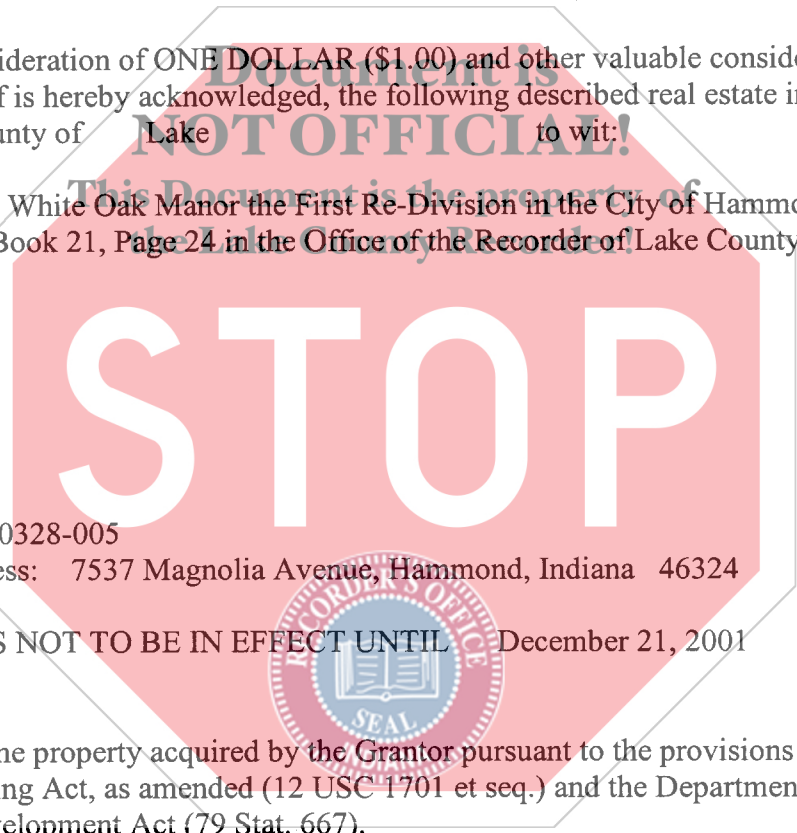 ideration of ONE DOLLAR ($1.00) and other valuable conside
Document is
f is hereby acknowledged, the following described real estate in
unty of Lake to wit:
NOT OFFICIAL!
This Document is the property of
White Oak Manor the First Re-Division in the City of Hammo
Book 21, Page 24 in the Office of the Recorder of Lake County
the Lake County Recorder!
STOP
0328-005
ess: 7537 Magnolia Avenue, Hammond, Indiana 46324
RECORDER'S OFFICE
S NOT TO BE IN EFFECT UNTIL December 21, 2001
SEAL
ne property acquired by the Grantor pursuant to the provisions
ing Act, as amended (12 USC 1701 et seq.) and the Departmen
velopment Act (79 Stat. 667).